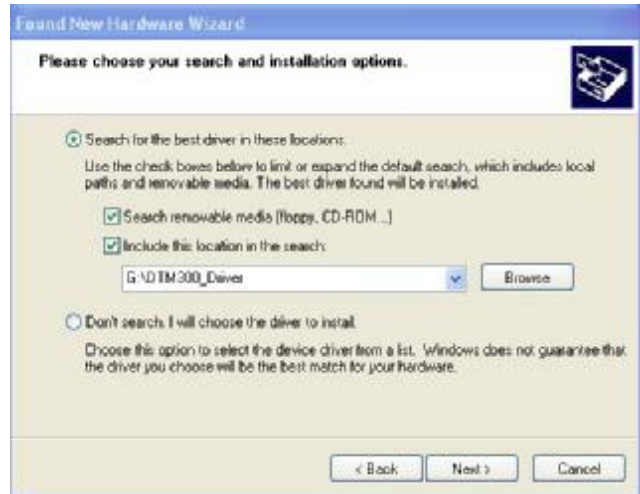 Found New Hardware Wizard
Please choose your search and installation options.
Search for the best driver in these locations.
Use the check boxes below to limit or expand the default search, which includes local
paths and removable media. The best driver found will be installed.
Search removable media (floppy, CD-ROM...)
Include this location in the search:
G:\DTM300_Driver
Browse
Don't search. I will choose the driver to install.
Choose this option to select the device driver from a list. Windows does not guarantee that
the driver you choose will be the best match for your hardware.
< Back
Next >
Cancel